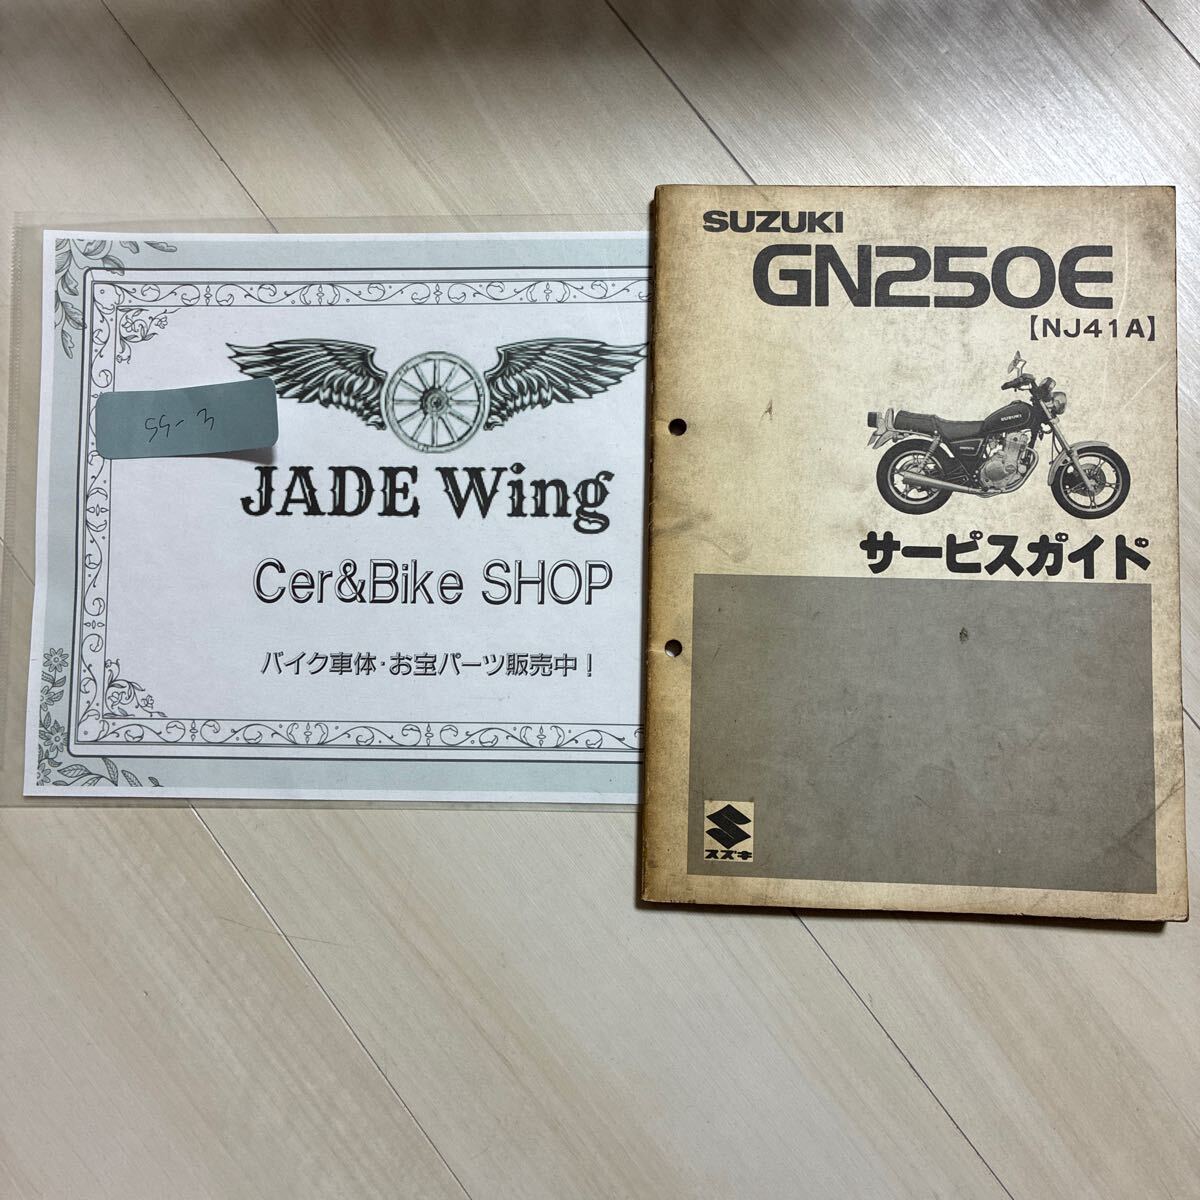 55-3
JADE Wing
Cer&Bike SHOP
バイク車体・お宝パーツ販売中！
SUZUKI
GN250E
【NJ41A】
SUZUKI
サービスガイド
スズキ